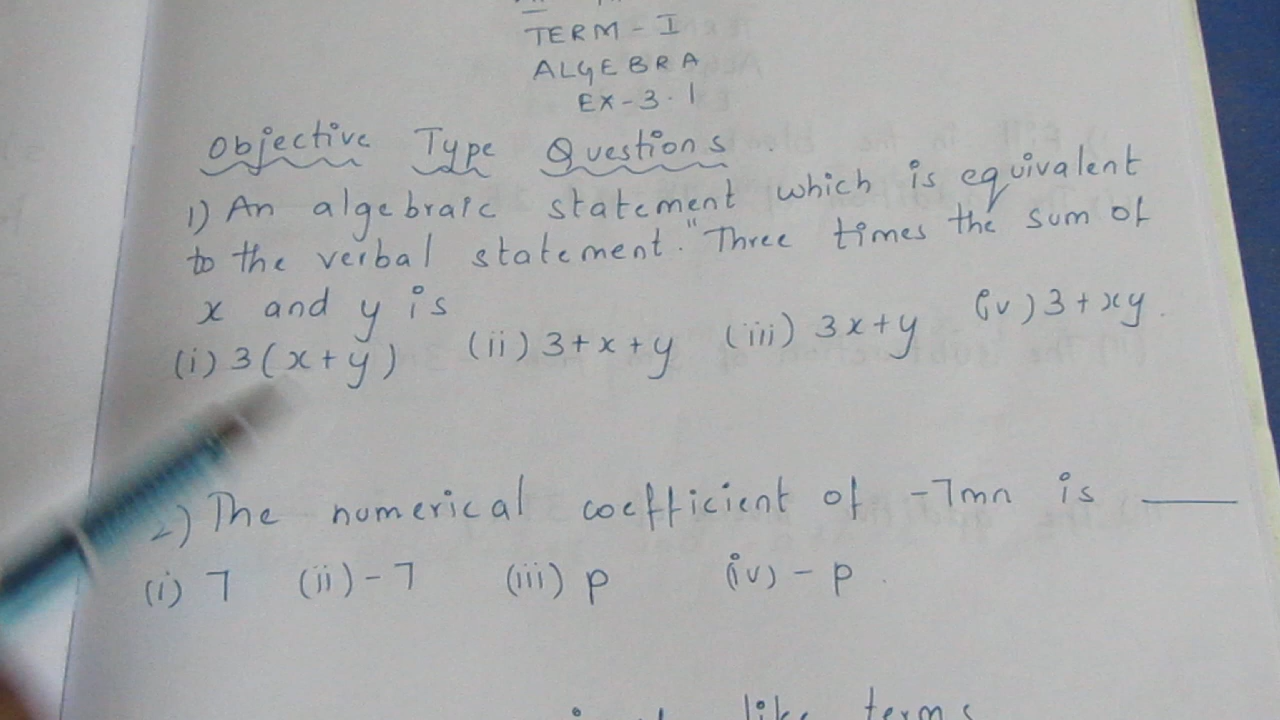 TERM - I
ALGEBRA
EX - 3.1
Objective Type Questions.
1) An algebraic statement which is equivalent
to the verbal statement. "Three times the sum of
x and y is
(i) 3(x+y) (ii) 3+x+y (iii) 3x+y (iv) 3+xy.
2) The numerical coefficient of -7mn is ____
(i) 7 (ii) -7 (iii) p (iv) -p.
like terms